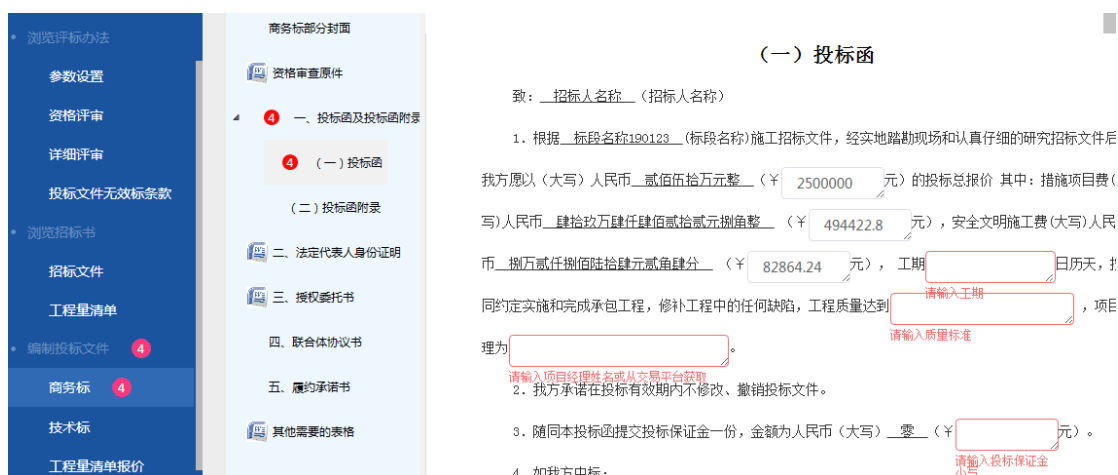 浏览评标办法
参数设置
资格评审
详细评审
投标文件无效标条款
浏览招标书
招标文件
工程量清单
编制投标文件 4
商务标 4
技术标
工程量清单报价
商务标部分封面
资格审查原件
4 一、投标函及投标函附录
4 （一）投标函
（二）投标函附录
二、法定代表人身份证明
三、授权委托书
四、联合体协议书
五、履约承诺书
其他需要的表格
（一）投标函
致：招标人名称（招标人名称）
1．根据 标段名称190123 (标段名称)施工招标文件，经实地踏勘现场和认真仔细的研究招标文件后
我方愿以（大写）人民币 贰佰伍拾万元整 （￥ 2500000 元）的投标总报价 其中：措施项目费(
写)人民币 肆拾玖万肆仟肆佰贰拾贰元捌角整 （￥ 494422.8 元），安全文明施工费(大写)人民
币 捌万贰仟捌佰陆拾肆元贰角肆分 （￥ 82864.24 元）， 工期 日历天，
请输入工期
同约定实施和完成承包工程，修补工程中的任何缺陷，工程质量达到 ，项目
请输入质量标准
理为 。
请输入项目经理姓名或从交易平台获取
2．我方承诺在投标有效期内不修改、撤销投标文件。
3．随同本投标函提交投标保证金一份，金额为人民币（大写） 零 （￥ 元）。
请输入投标保证金
小写
4．如我方中标：